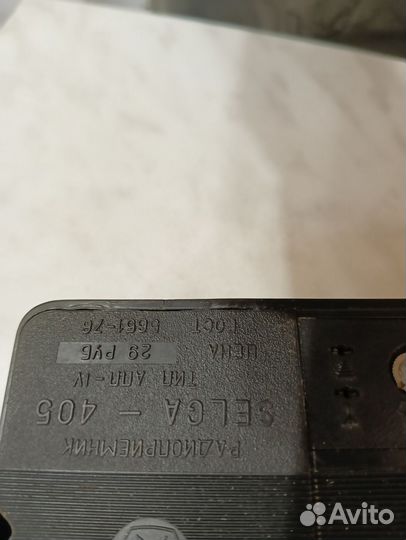 РАДИОПРИЕМНИК
SELGA - 405
ТИП АПП-IV
ЦЕНА 29 РУБ
ГОСТ 5651-76
Avito